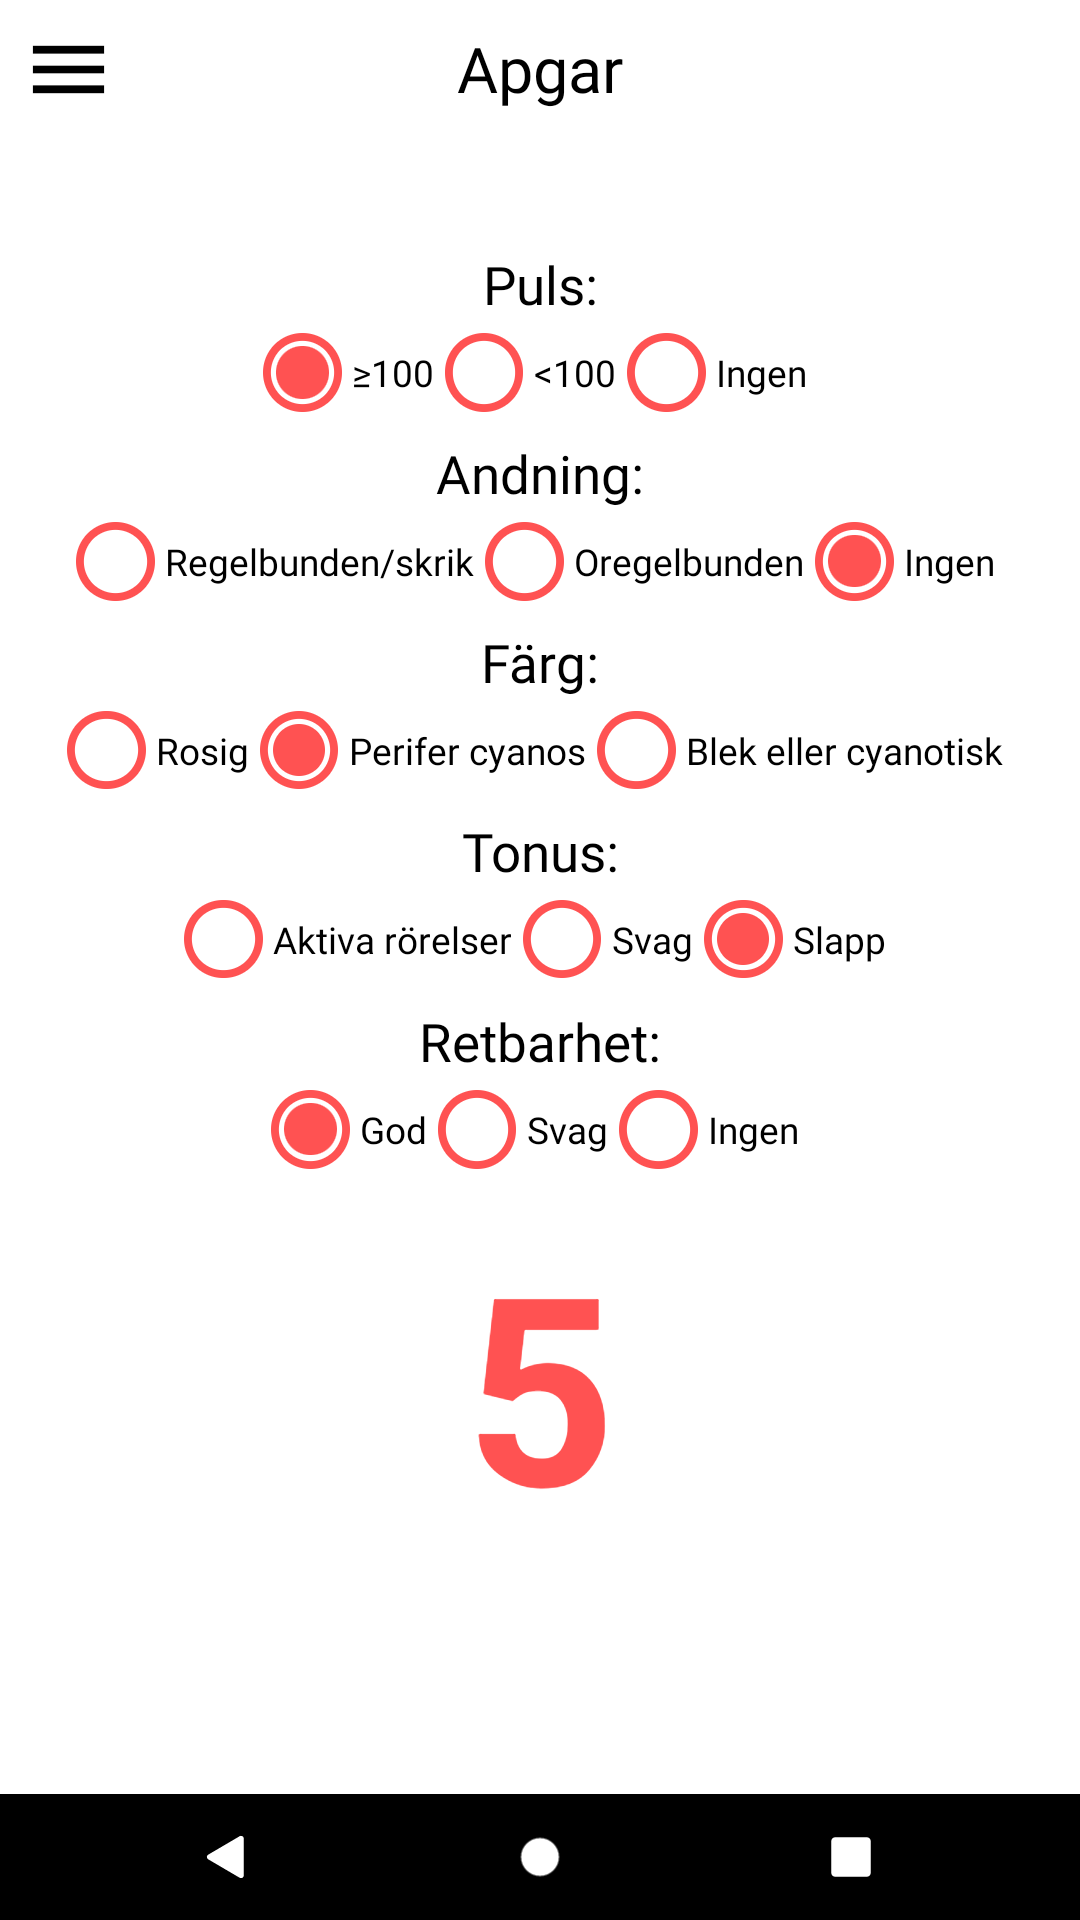 Apgar
Puls:
≥100 <100 Ingen
Andning:
Regelbunden/skrik Oregelbunden Ingen
Färg:
Rosig Perifer cyanos Blek eller cyanotisk
Tonus:
Aktiva rörelser Svag Slapp
Retbarhet:
God Svag Ingen
5